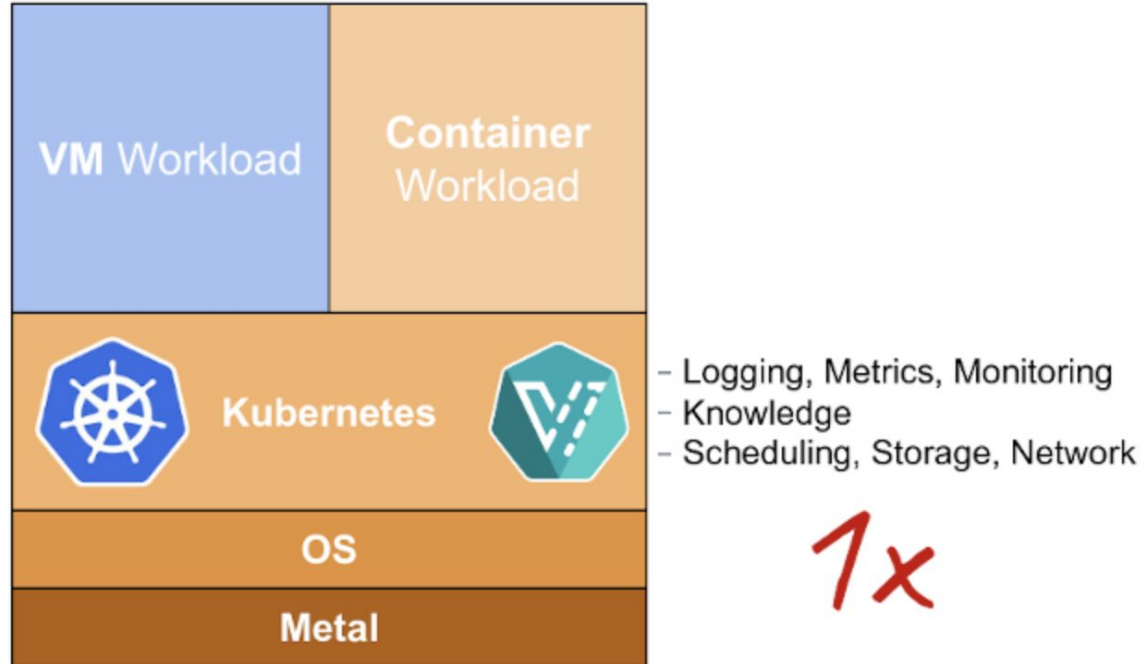 VM Workload
Container
Workload
Kubernetes
– Logging, Metrics, Monitoring
– Knowledge
– Scheduling, Storage, Network
OS
1x
Metal